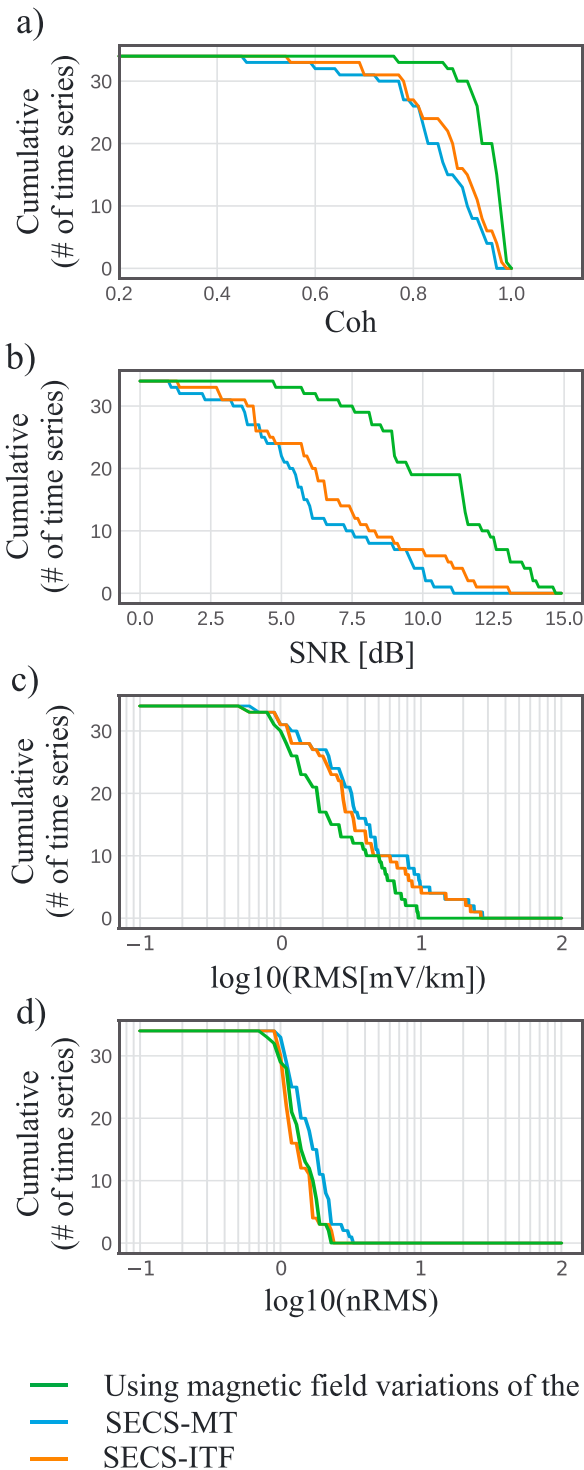 a)
Cumulative
(# of time series)
30
20
10
0
0.2 0.4 0.6 0.8 1.0
Coh
b)
Cumulative
(# of time series)
30
20
10
0
0.0 2.5 5.0 7.5 10.0 12.5 15.0
SNR [dB]
c)
Cumulative
(# of time series)
30
20
10
0
−1 0 1 2
log10(RMS[mV/km])
d)
Cumulative
(# of time series)
30
20
10
0
−1 0 1 2
log10(nRMS)
Using magnetic field variations of the
SECS-MT
SECS-ITF